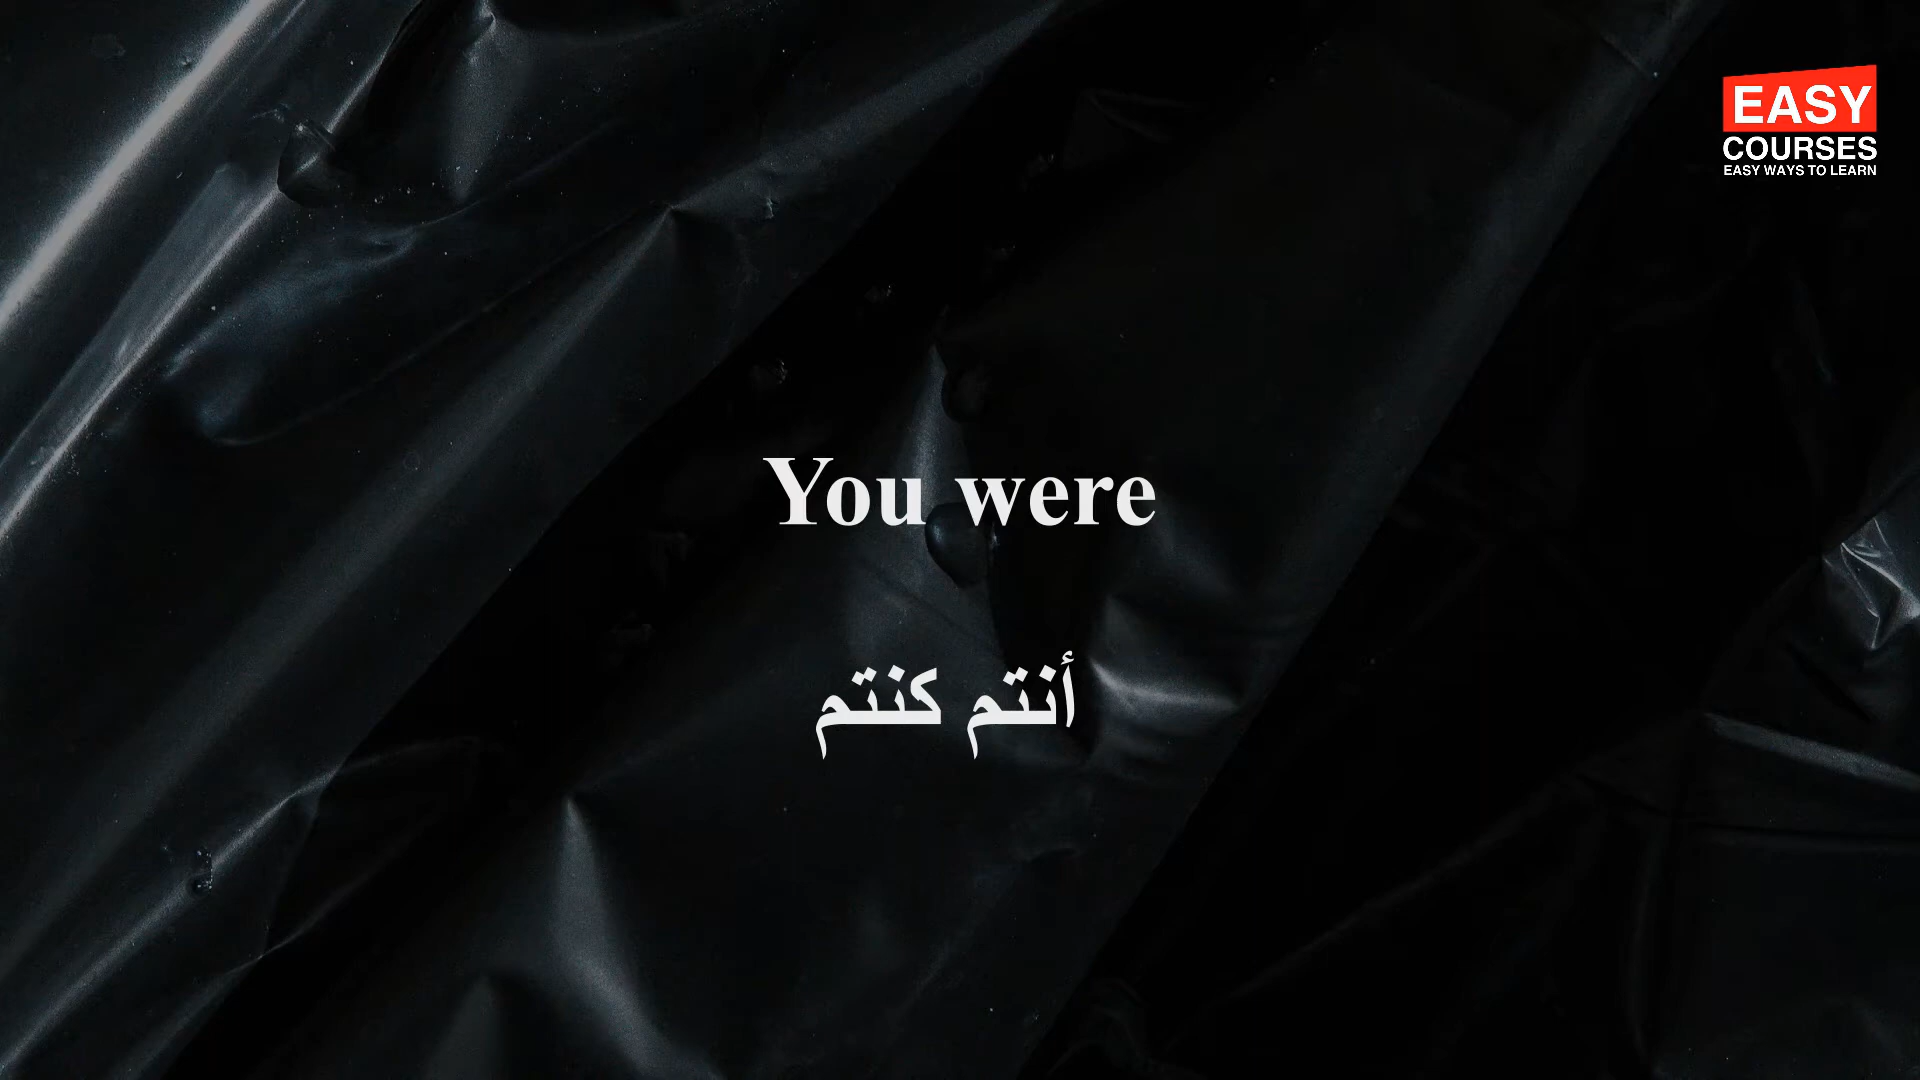 EASY
COURSES
EASY WAYS TO LEARN
You were
أنتم كنتم